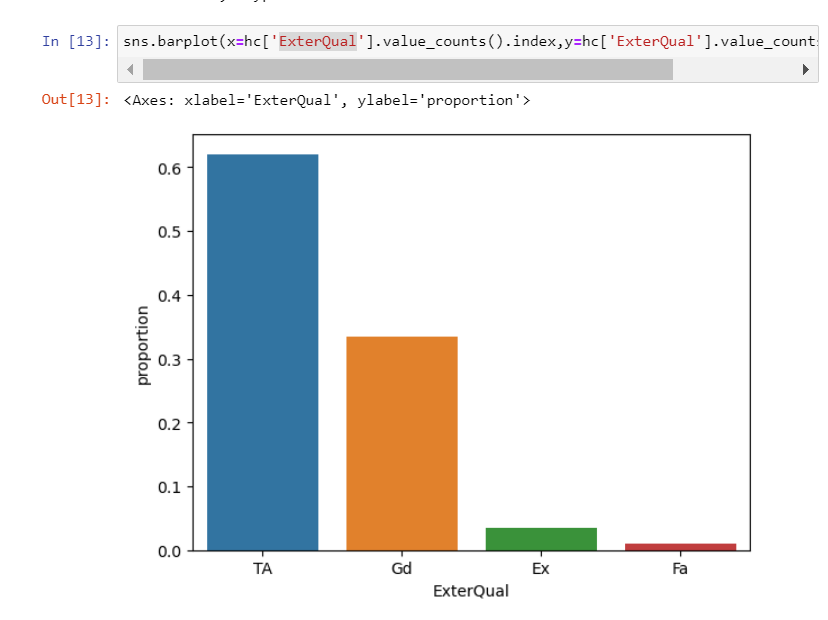 In [13]: sns.barplot(x=hc['ExterQual'].value_counts().index,y=hc['ExterQual'].value_count
Out[13]: <Axes: xlabel='ExterQual', ylabel='proportion'>
0.6
0.5
0.4
0.3
0.2
0.1
0.0
proportion
TA Gd Ex Fa
ExterQual